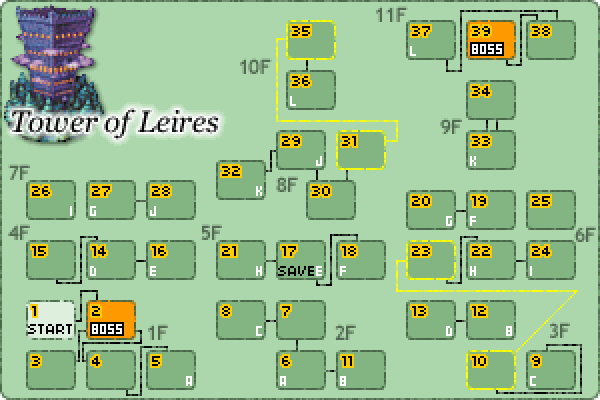 11F
35 37 39 38
L BOSS
10F
36
L
34
Tower of Leires
9F
29 31 33
J K
7F
32
K
8F
26 27 28 30
I G J
20 19 25
G F
4F 5F 6F
15 14 16 21 17 18 23 22 24
D E H SAVE E F H I
1 2 8 7 13 12
START BOSS C D B
1F 2F 3F
3 4 5 6 11 10 9
A A B C